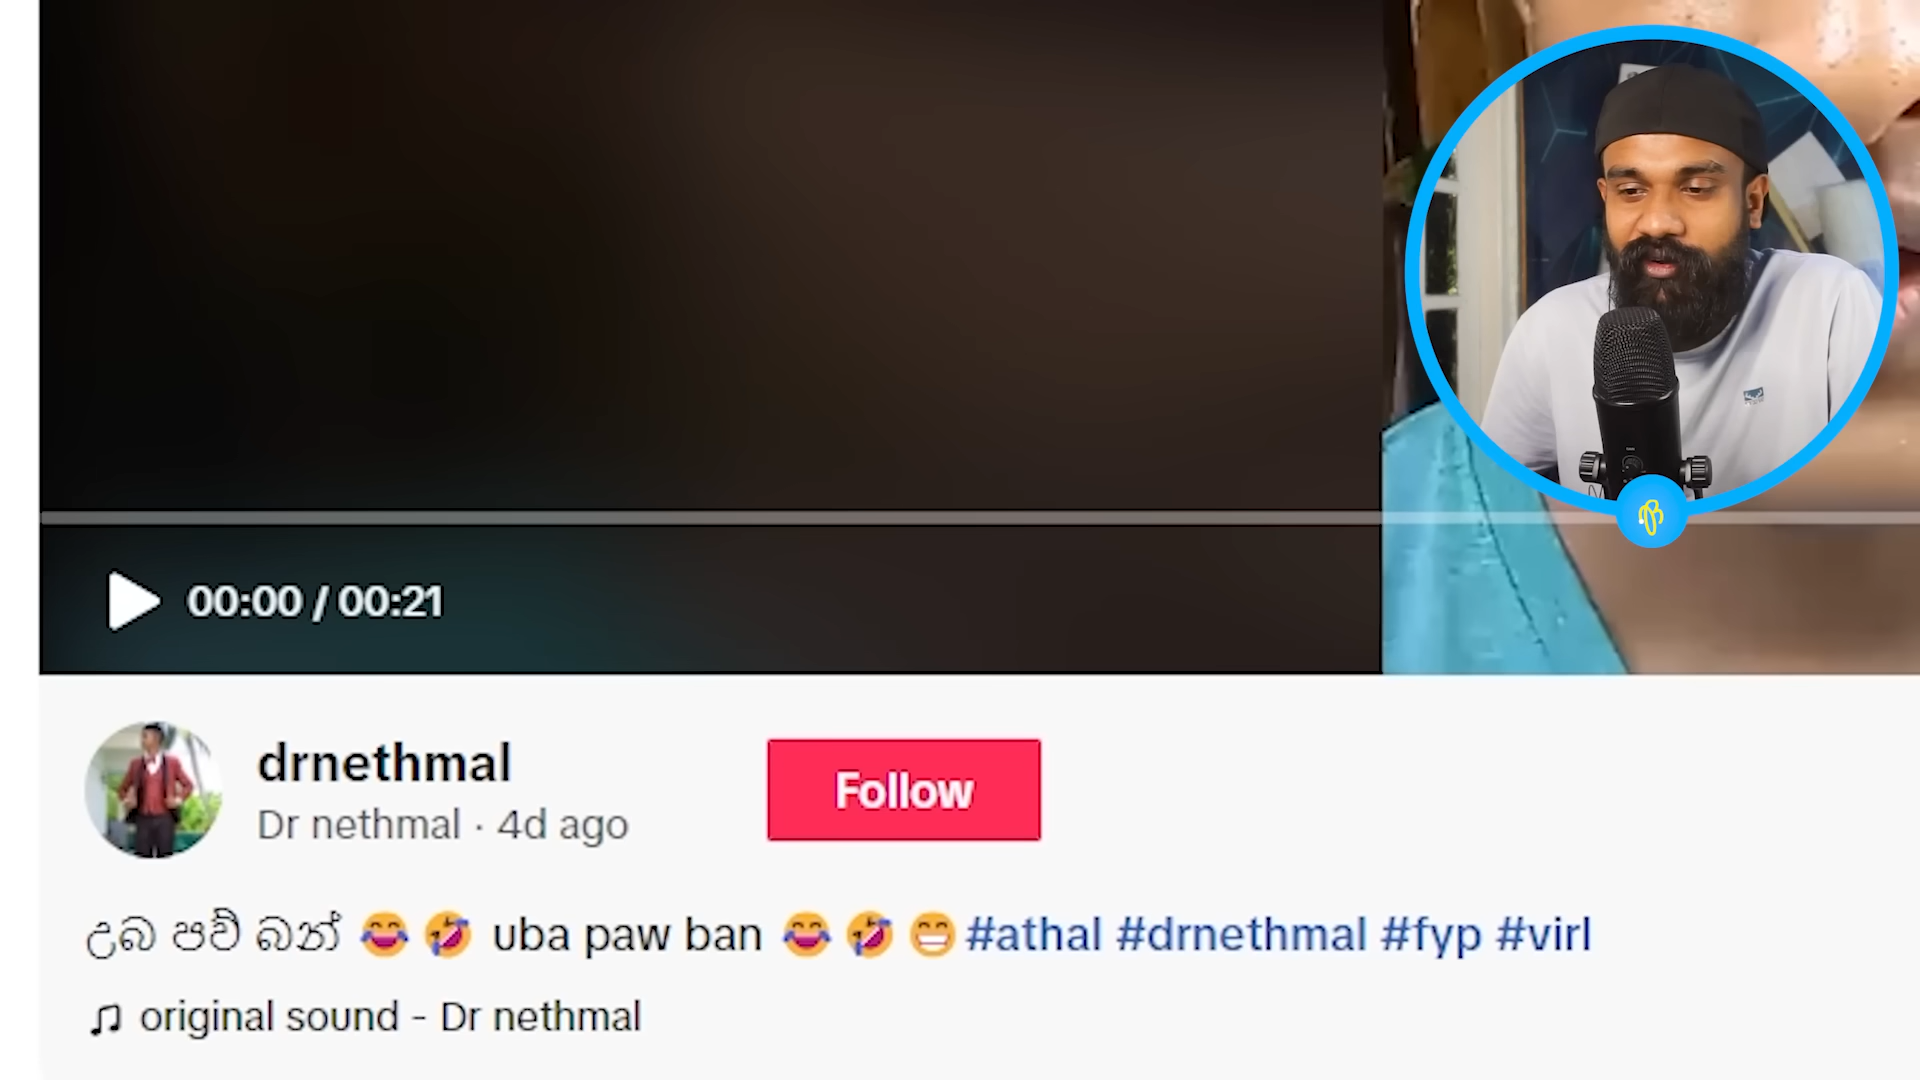 00:00 / 00:21
drnethmal
Dr nethmal · 4d ago
Follow
උබ පව් බන් 😂 🤣 uba paw ban 😂 🤣 😁 #athal #drnethmal #fyp #virl
♫ original sound - Dr nethmal